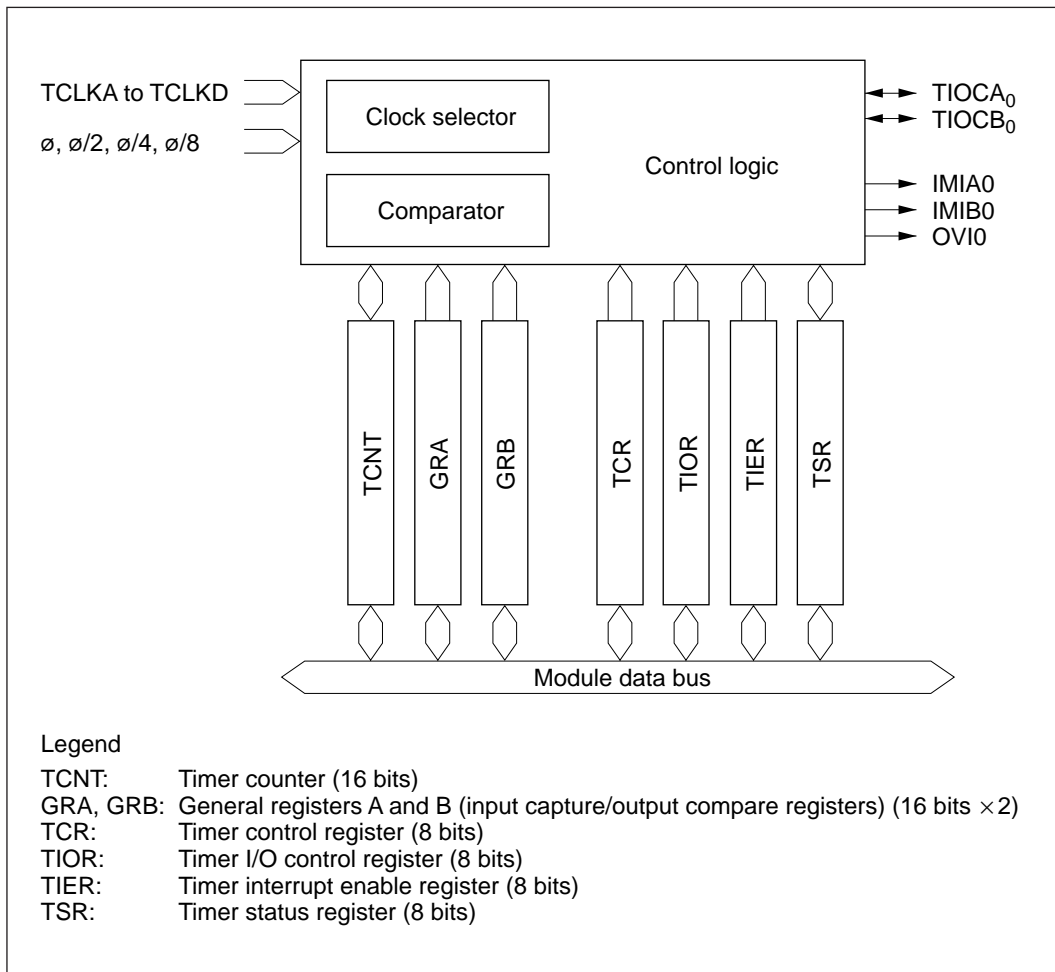 TCLKA to TCLKD
ø, ø/2, ø/4, ø/8
Clock selector
Comparator
Control logic
TIOCA0
TIOCB0
IMIA0
IMIB0
OVI0
TCNT
GRA
GRB
TCR
TIOR
TIER
TSR
Module data bus
Legend
TCNT: Timer counter (16 bits)
GRA, GRB: General registers A and B (input capture/output compare registers) (16 bits ×2)
TCR: Timer control register (8 bits)
TIOR: Timer I/O control register (8 bits)
TIER: Timer interrupt enable register (8 bits)
TSR: Timer status register (8 bits)